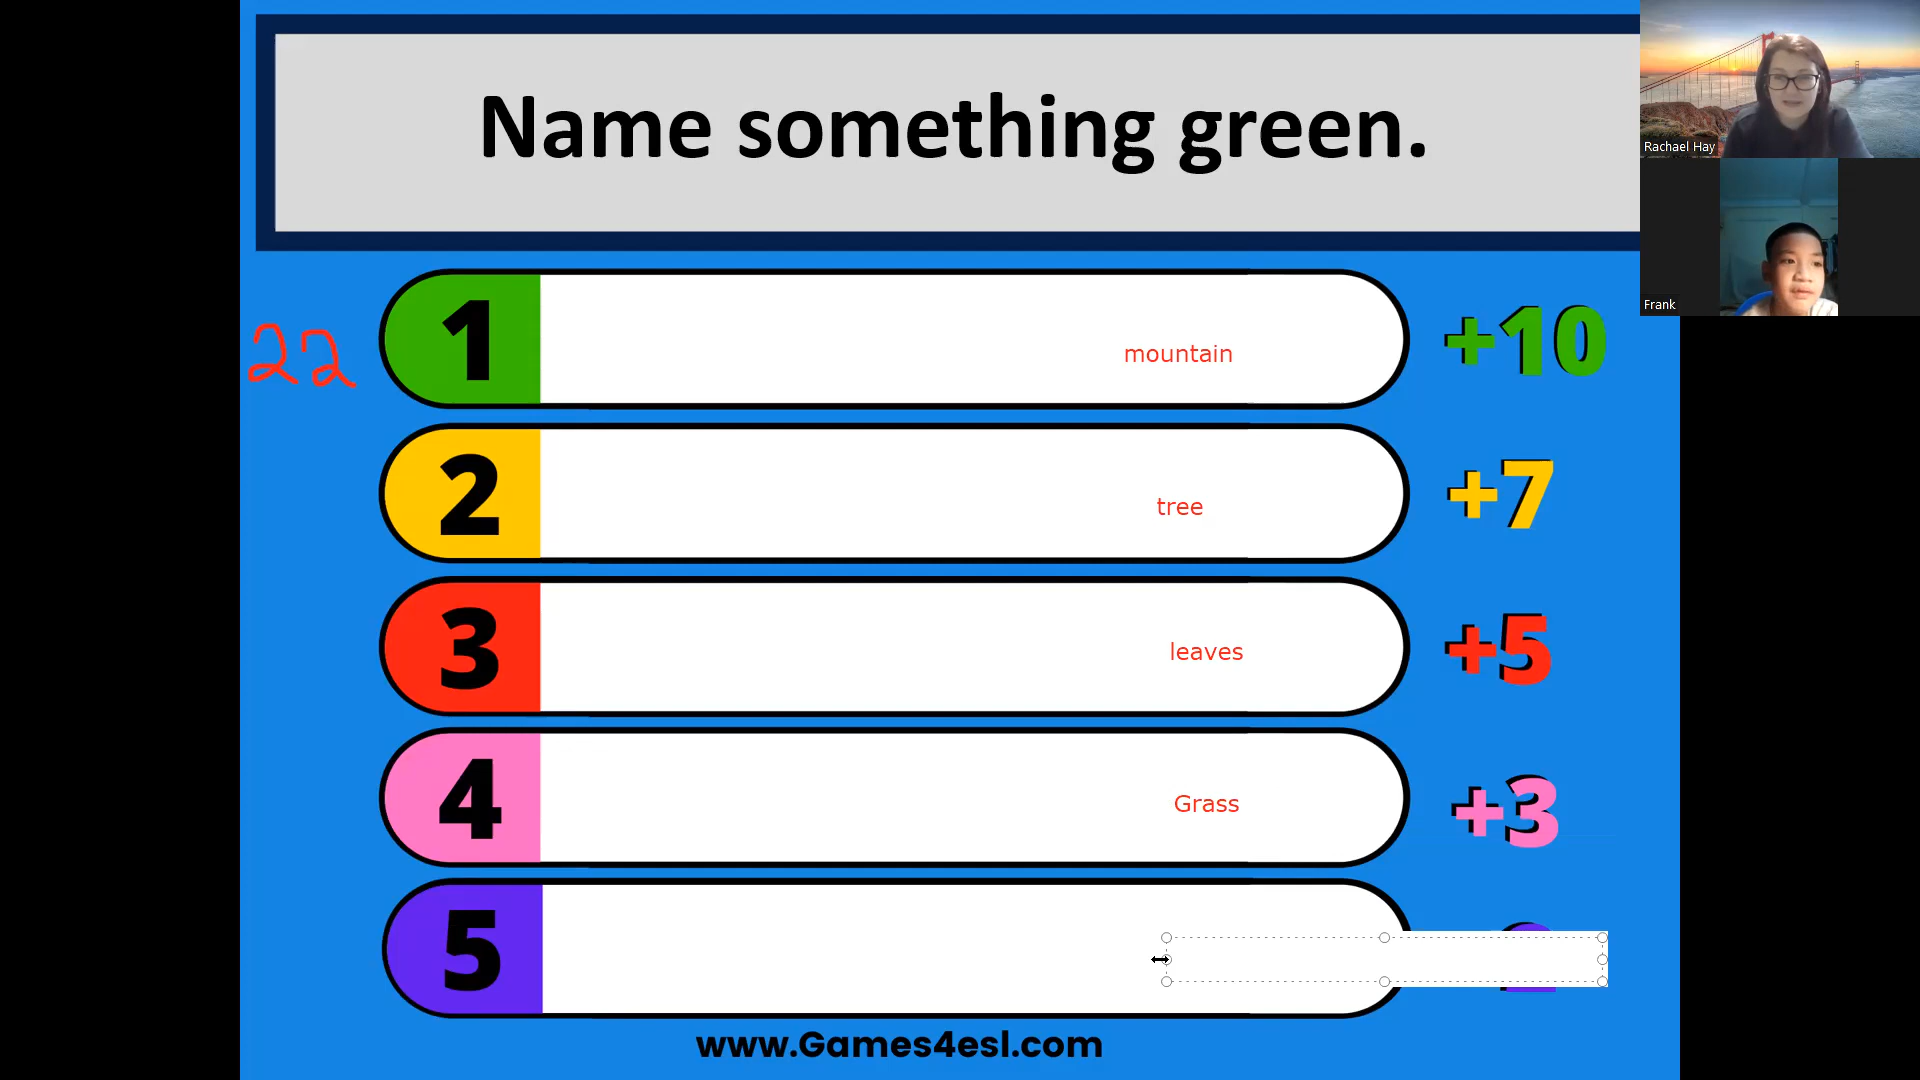 Name something green.
Rachael Hay
Frank
22
1
mountain
+10
2
tree
+7
3
leaves
+5
4
Grass
+3
5
www.Games4esl.com